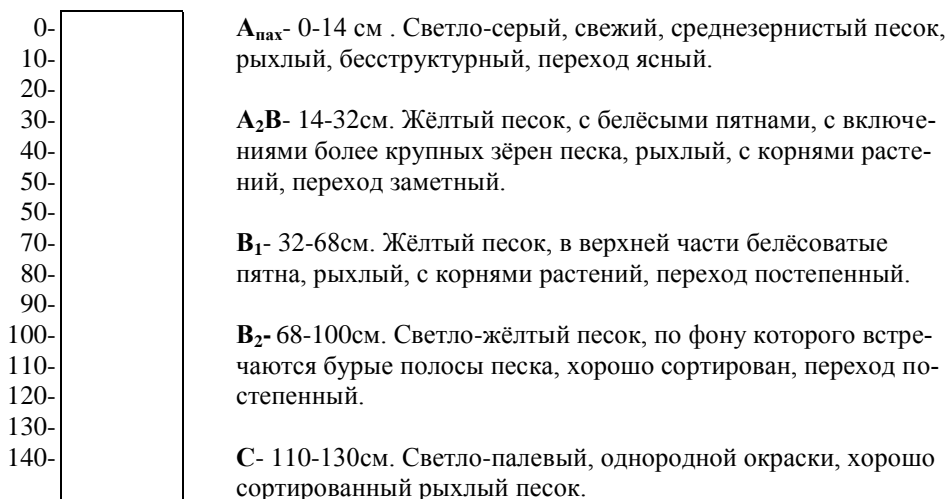 0-
10-
20-
30-
40-
50-
50-
70-
80-
90-
100-
110-
120-
130-
140-
Aпах- 0-14 см . Светло-серый, свежий, среднезернистый песок,
рыхлый, бесструктурный, переход ясный.
A₂B- 14-32см. Жёлтый песок, с белёсыми пятнами, с включе-
ниями более крупных зёрен песка, рыхлый, с корнями расте-
ний, переход заметный.
B₁- 32-68см. Жёлтый песок, в верхней части белёсоватые
пятна, рыхлый, с корнями растений, переход постепенный.
B₂- 68-100см. Светло-жёлтый песок, по фону которого встре-
чаются бурые полосы песка, хорошо сортирован, переход по-
степенный.
C- 110-130см. Светло-палевый, однородной окраски, хорошо
сортированный рыхлый песок.